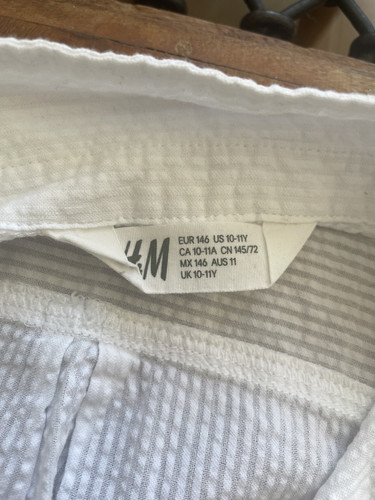 H&M
EUR 146 US 10-11Y
CA 10-11A CN 145/72
MX 146 AUS 11
UK 10-11Y